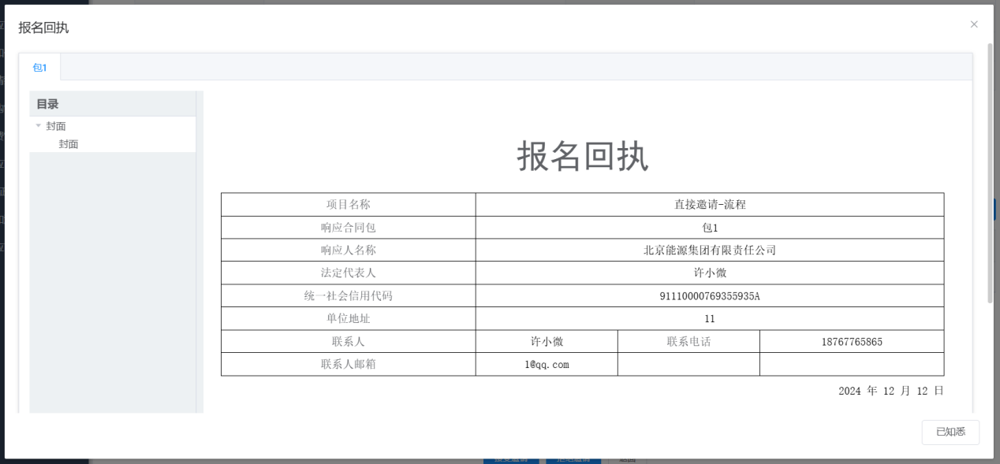 报名回执
包1
目录
封面
封面
报名回执
项目名称 直接邀请-流程
响应合同包 包1
响应人名称 北京能源集团有限责任公司
法定代表人 许小微
统一社会信用代码 91110000769355935A
单位地址 11
联系人 许小微 联系电话 18767765865
联系人邮箱 1@qq.com
2024 年 12 月 12 日
已知悉